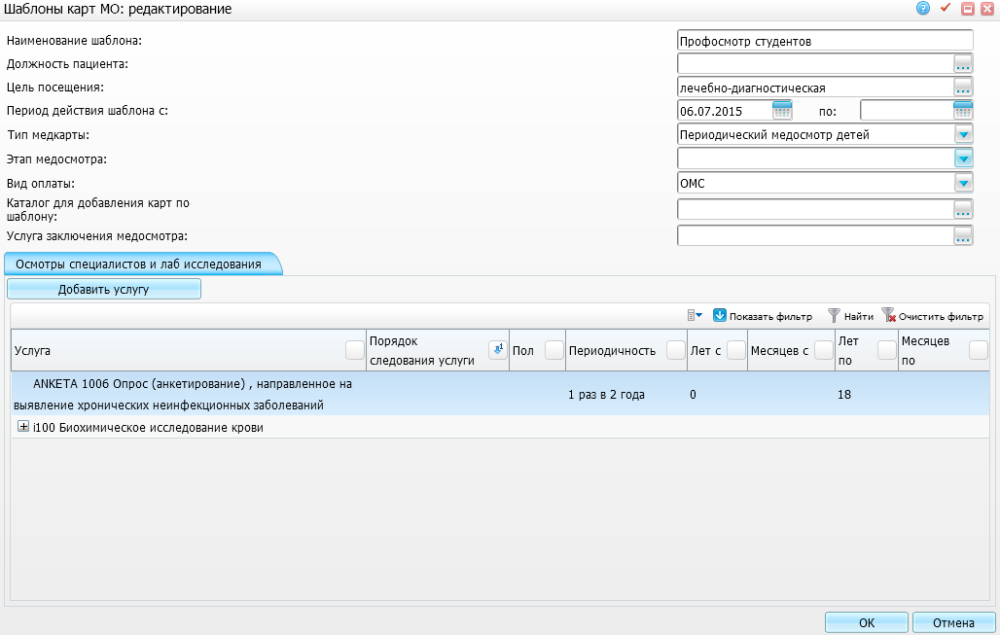 Шаблоны карт МО: редактирование
Наименование шаблона: Профосмотр студентов
Должность пациента:
Цель посещения: лечебно-диагностическая
Период действия шаблона с: 06.07.2015 по:
Тип медкарты: Периодический медосмотр детей
Этап медосмотра:
Вид оплаты: ОМС
Каталог для добавления карт по
шаблону:
Услуга заключения медосмотра:
Осмотры специалистов и лаб исследования
Добавить услугу
Показать фильтр Найти Очистить фильтр
Услуга Порядок следования услуги Пол Периодичность Лет с Месяцев с Лет по Месяцев по
ANKETA 1006 Опрос (анкетирование) , направленное на
выявление хронических неинфекционных заболеваний 1 раз в 2 года 0 18
i100 Биохимическое исследование крови
ОК Отмена